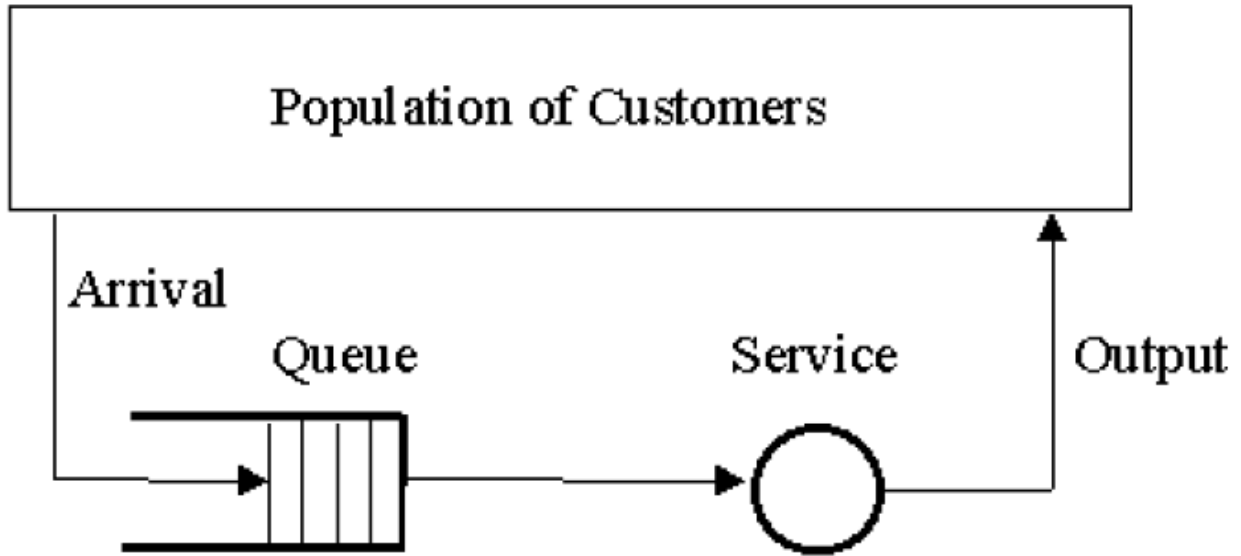 Population of Customers
Arrival
Queue
Service
Output